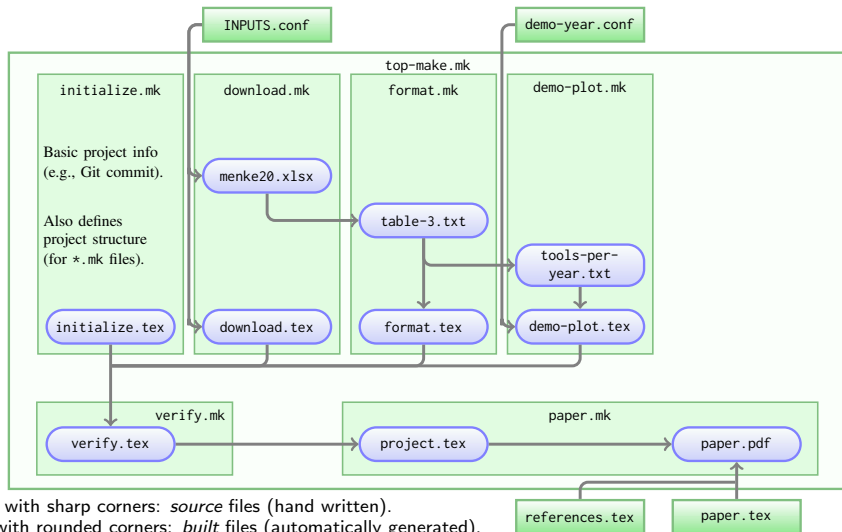 INPUTS.conf
demo-year.conf
top-make.mk
initialize.mk
download.mk
format.mk
demo-plot.mk
Basic project info
(e.g., Git commit).
Also defines
project structure
(for *.mk files).
menke20.xlsx
table-3.txt
tools-per-
year.txt
initialize.tex
download.tex
format.tex
demo-plot.tex
verify.mk
paper.mk
verify.tex
project.tex
paper.pdf
references.tex
paper.tex
with sharp corners: source files (hand written).
with rounded corners: built files (automatically generated).